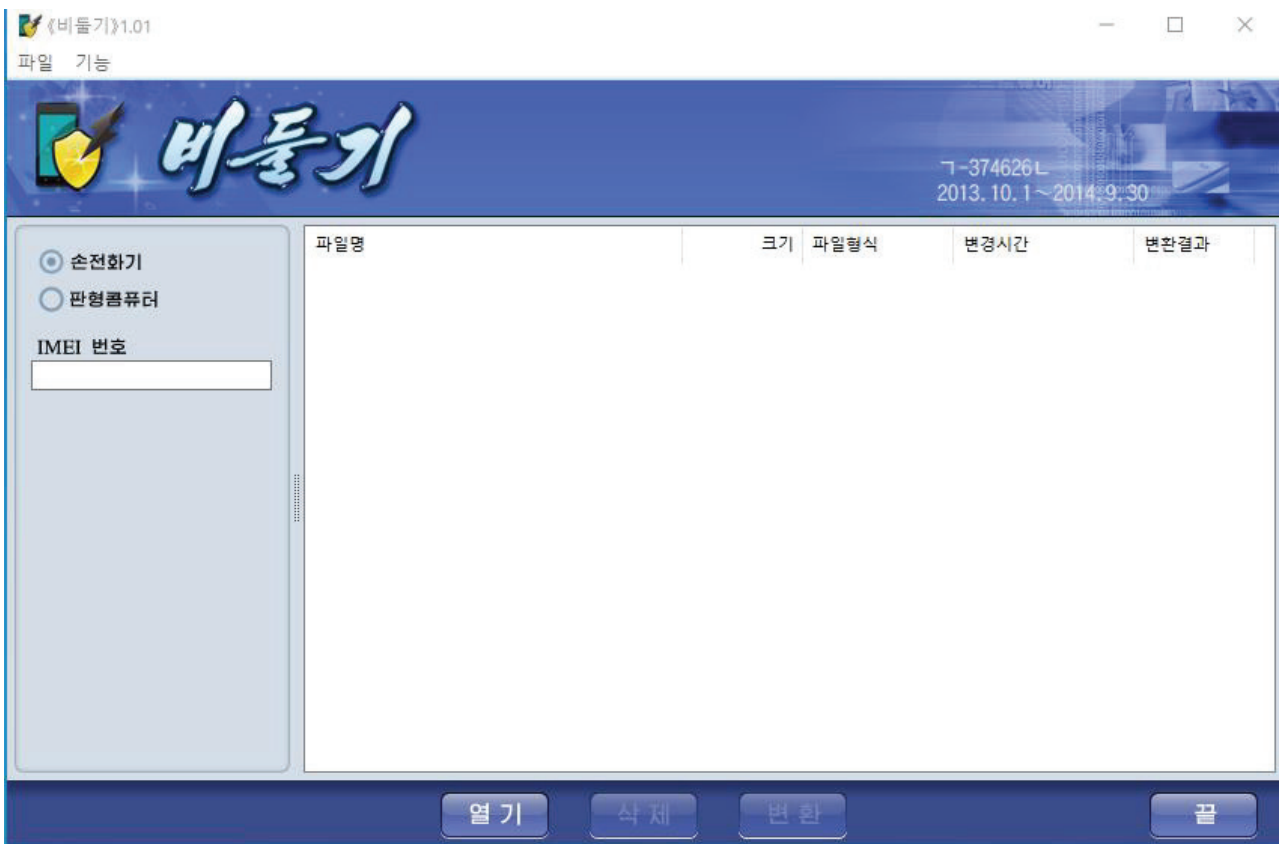 《비둘기》1.01
파일 기능
비둘기
ㄱ-374626ㄴ
2013.10.1~2014.9.30
손전화기
판형콤퓨터
IMEI 번호
파일명 크기 파일형식 변경시간 변환결과
열기 삭제 변환 끝